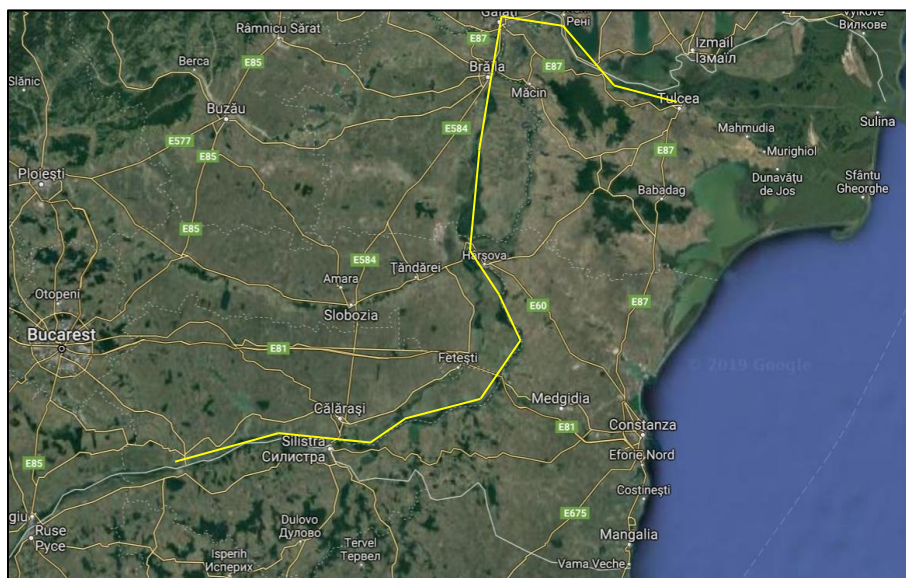 Galați
Рені
Vylkove
Вилкове
Râmnicu Sărat
E87
Izmail
Ізмаїл
E85
Berca
E87
Slănic
Brăila
Măcin
Tulcea
Buzău
E584
Sulina
Mahmudia
E577
E85
E87
Murighiol
Ploiești
Dunavățu
de Jos
Sfântu
Gheorghe
Babadag
E85
Hârșova
E584
Țăndărei
Amara
Otopeni
E60
E87
Slobozia
Bucarest
E81
Fetești
© 2019 Google
Medgidia
Călărași
E81
Constanza
Silistra
Силистра
Eforie Nord
E85
Costinești
giu
E675
Ruse
Русе
Dulovo
Дулово
Mangalia
Isperih
Исперих
Tervel
Тервел
Vama Veche